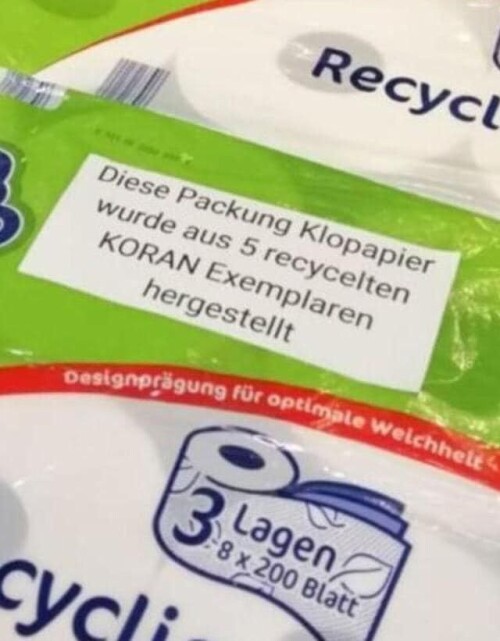 Recycl
Diese Packung Klopapier
wurde aus 5 recycelten
KORAN Exemplaren
hergestellt
Designprägung für optimale Weichheit
3 Lagen
8 x 200 Blatt
cycli